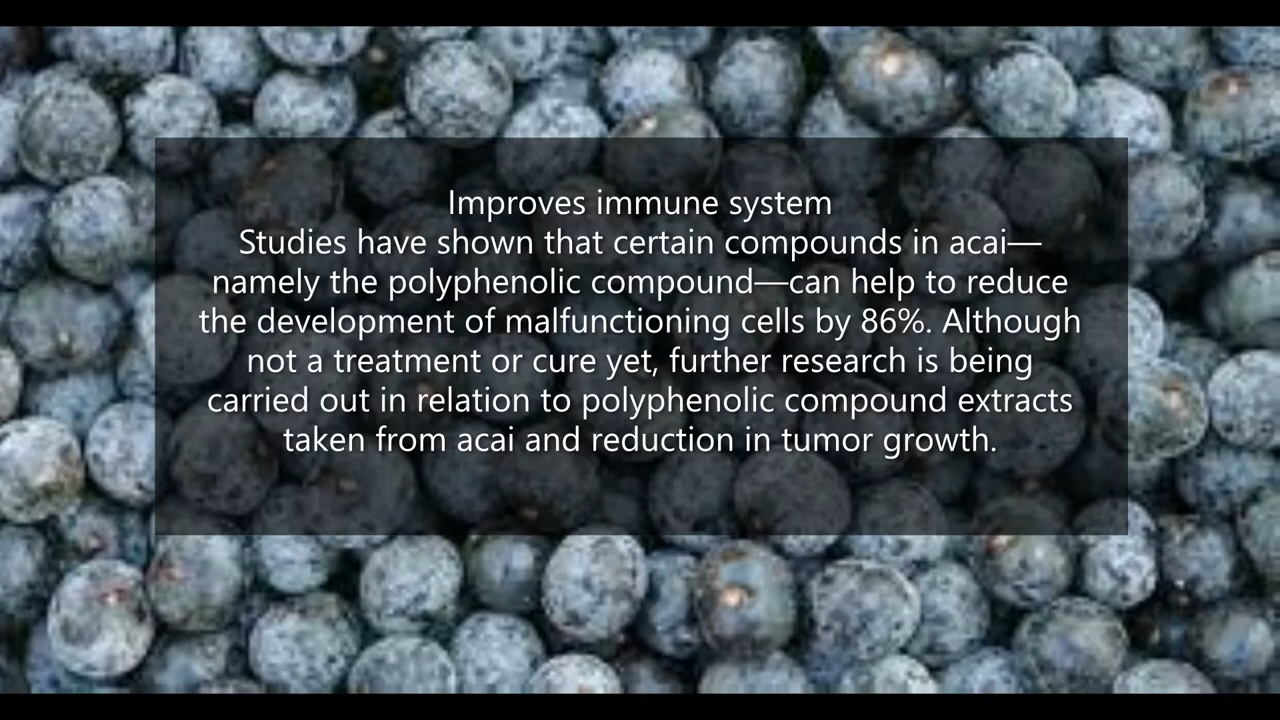 Improves immune system
Studies have shown that certain compounds in acai—
namely the polyphenolic compound—can help to reduce
the development of malfunctioning cells by 86%. Although
not a treatment or cure yet, further research is being
carried out in relation to polyphenolic compound extracts
taken from acai and reduction in tumor growth.